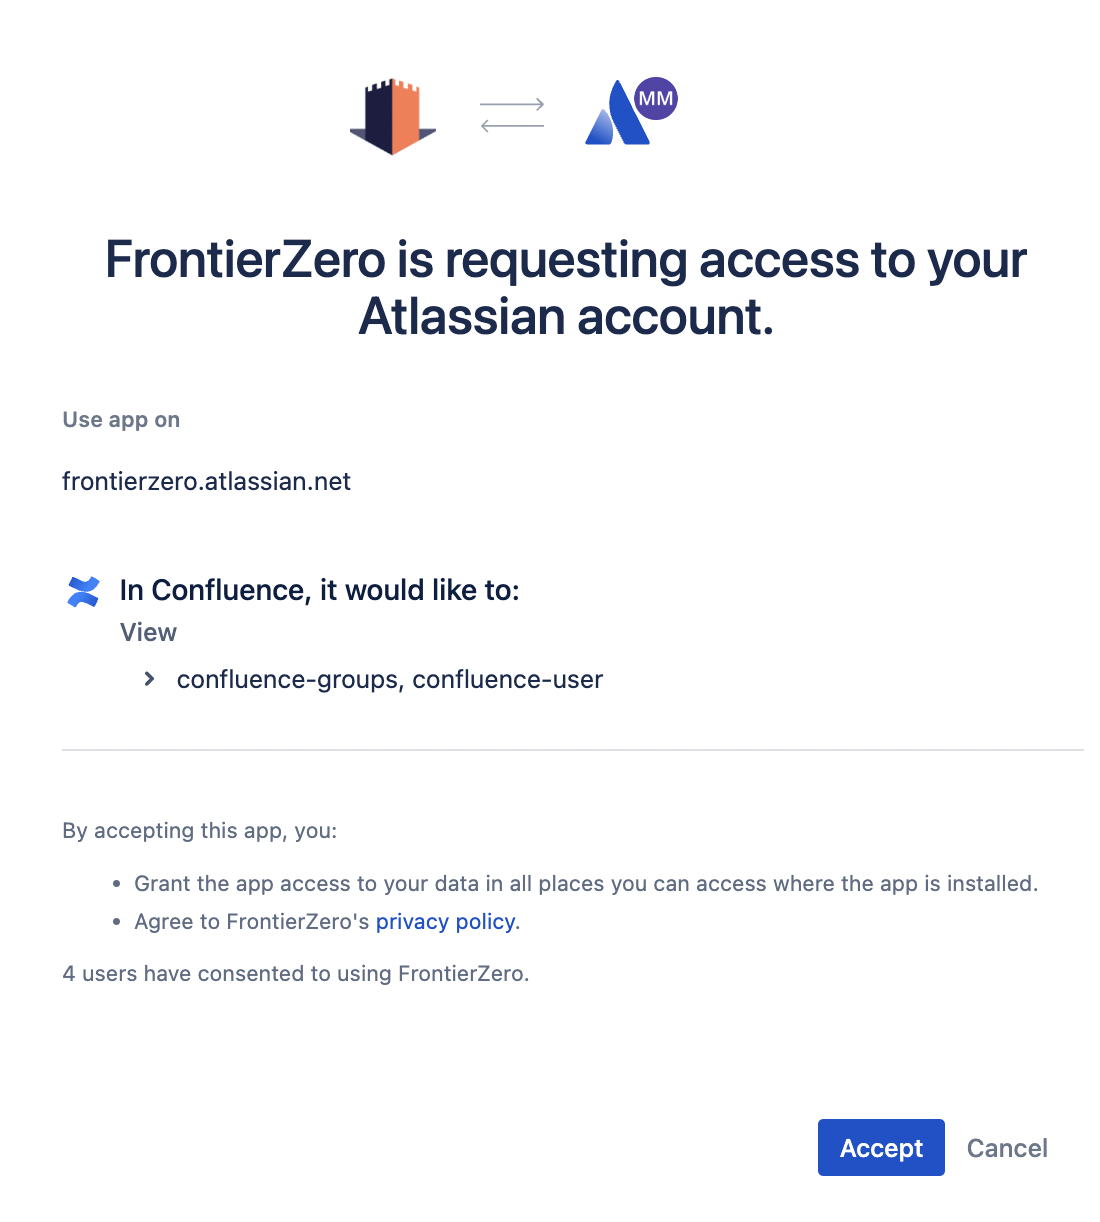 MM
FrontierZero is requesting access to your
Atlassian account.
Use app on
frontierzero.atlassian.net
In Confluence, it would like to:
View
confluence-groups, confluence-user
By accepting this app, you:
• Grant the app access to your data in all places you can access where the app is installed.
• Agree to FrontierZero's privacy policy.
4 users have consented to using FrontierZero.
Accept Cancel